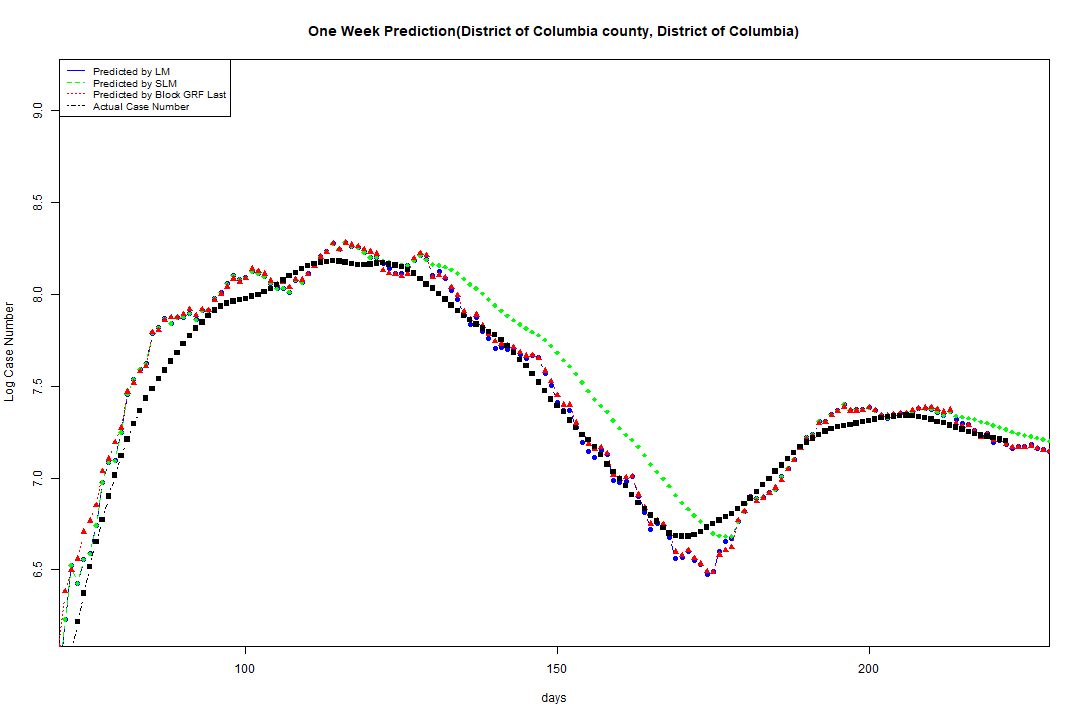 One Week Prediction(District of Columbia county, District of Columbia)
Predicted by LM
Predicted by SLM
Predicted by Block GRF Last
Actual Case Number
Log Case Number
9.0
8.5
8.0
7.5
7.0
6.5
100 150 200
days